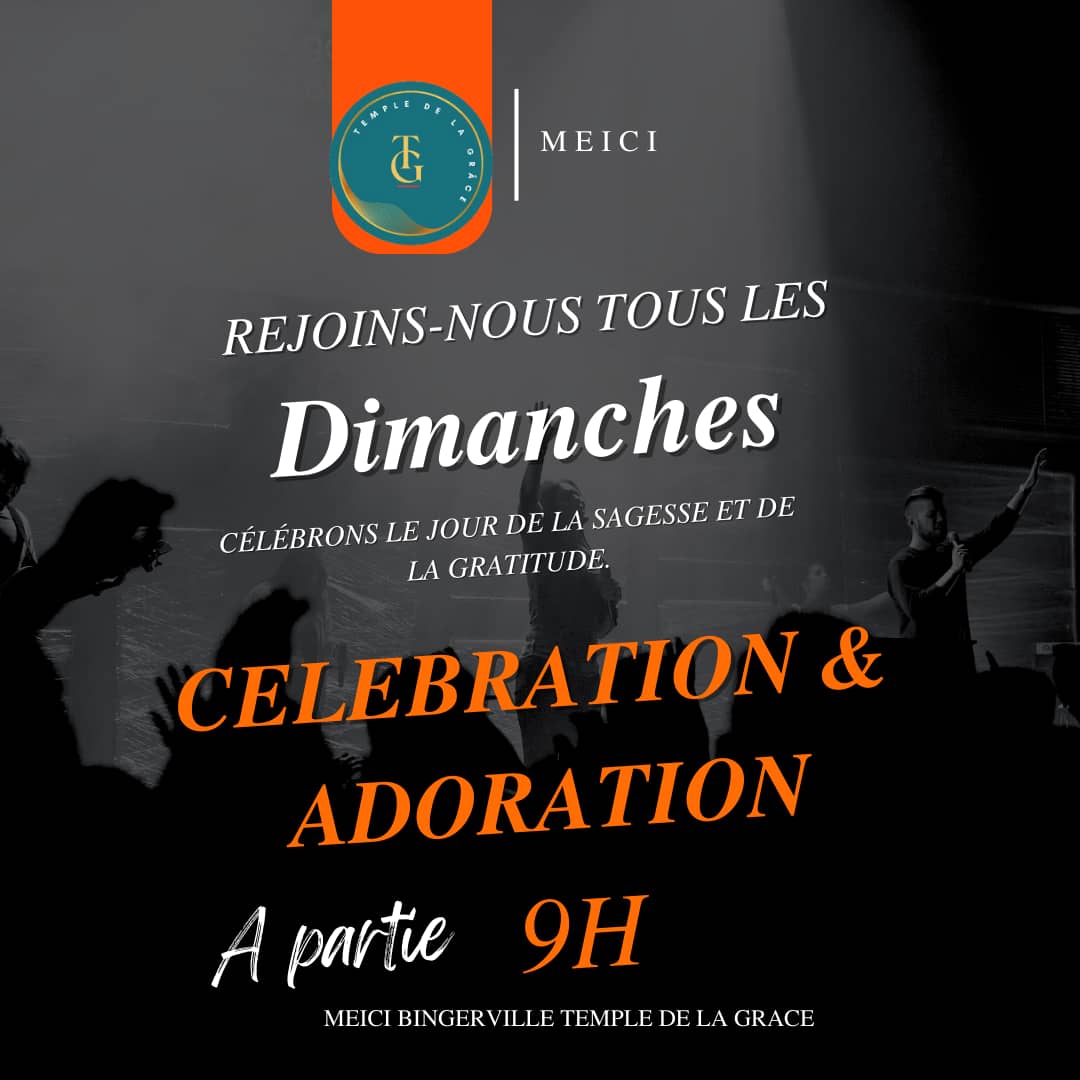 TEMPLE DE LA GRÂCE
TG
MEICI
REJOINS-NOUS TOUS LES
Dimanches
CÉLÉBRONS LE JOUR DE LA SAGESSE ET DE
LA GRATITUDE.
CELEBRATION &
ADORATION
A partie 9H
MEICI BINGERVILLE TEMPLE DE LA GRACE